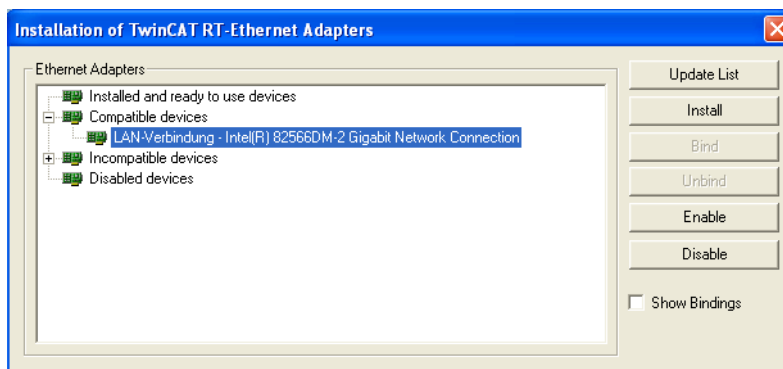 Installation of TwinCAT RT-Ethernet Adapters
Ethernet Adapters
Installed and ready to use devices
Compatible devices
LAN-Verbindung - Intel(R) 82566DM-2 Gigabit Network Connection
Incompatible devices
Disabled devices
Update List
Install
Bind
Unbind
Enable
Disable
Show Bindings